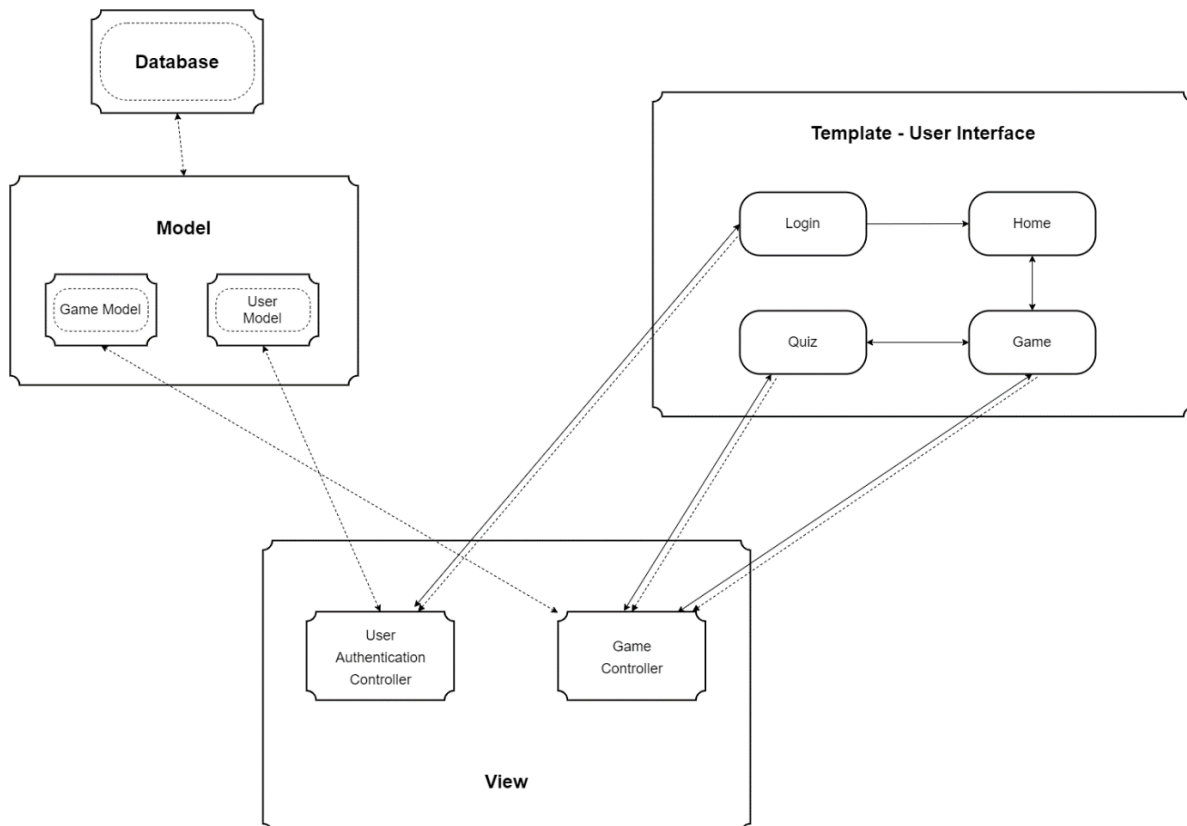 Database
Template - User Interface
Model
Login
Home
Game Model
User
Model
Quiz
Game
User
Authentication
Controller
Game
Controller
View